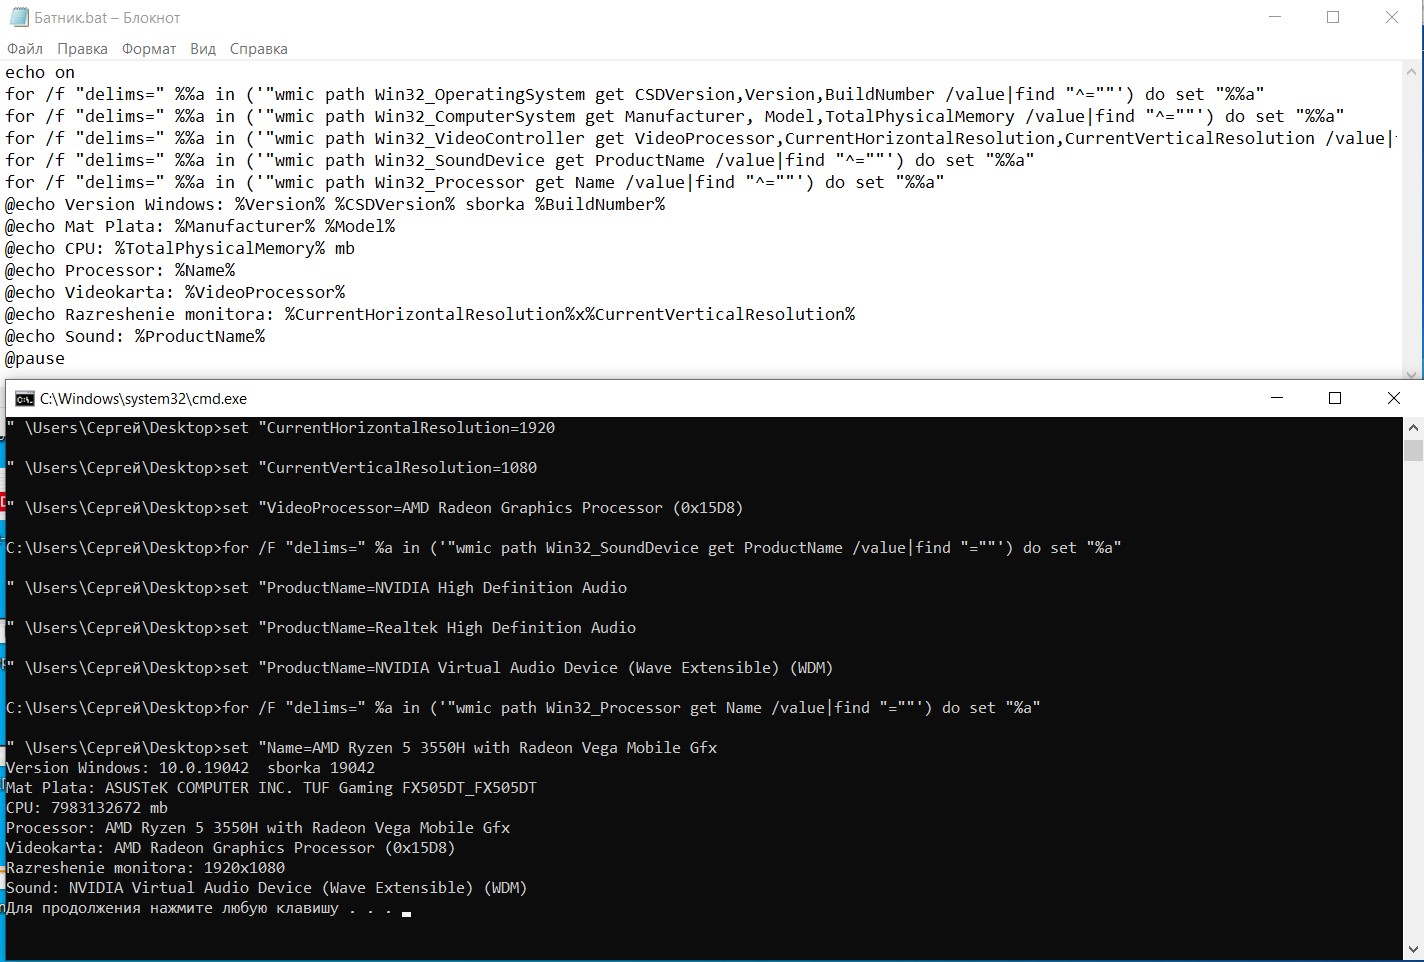 Батник.bat – Блокнот
Файл Правка Формат Вид Справка
echo on
for /f "delims=" %%a in ('"wmic path Win32_OperatingSystem get CSDVersion,Version,BuildNumber /value|find "^=""') do set "%%a"
for /f "delims=" %%a in ('"wmic path Win32_ComputerSystem get Manufacturer, Model,TotalPhysicalMemory /value|find "^=""') do set "%%a"
for /f "delims=" %%a in ('"wmic path Win32_VideoController get VideoProcessor,CurrentHorizontalResolution,CurrentVerticalResolution /value|
for /f "delims=" %%a in ('"wmic path Win32_SoundDevice get ProductName /value|find "^=""') do set "%%a"
for /f "delims=" %%a in ('"wmic path Win32_Processor get Name /value|find "^=""') do set "%%a"
@echo Version Windows: %Version% %CSDVersion% sborka %BuildNumber%
@echo Mat Plata: %Manufacturer% %Model%
@echo CPU: %TotalPhysicalMemory% mb
@echo Processor: %Name%
@echo Videokarta: %VideoProcessor%
@echo Razreshenie monitora: %CurrentHorizontalResolution%x%CurrentVerticalResolution%
@echo Sound: %ProductName%
@pause
C:\Windows\system32\cmd.exe
" \Users\Сергей\Desktop>set "CurrentHorizontalResolution=1920
" \Users\Сергей\Desktop>set "CurrentVerticalResolution=1080
" \Users\Сергей\Desktop>set "VideoProcessor=AMD Radeon Graphics Processor (0x15D8)
C:\Users\Сергей\Desktop>for /F "delims=" %a in ('"wmic path Win32_SoundDevice get ProductName /value|find "=""') do set "%a"
" \Users\Сергей\Desktop>set "ProductName=NVIDIA High Definition Audio
" \Users\Сергей\Desktop>set "ProductName=Realtek High Definition Audio
" \Users\Сергей\Desktop>set "ProductName=NVIDIA Virtual Audio Device (Wave Extensible) (WDM)
C:\Users\Сергей\Desktop>for /F "delims=" %a in ('"wmic path Win32_Processor get Name /value|find "=""') do set "%a"
" \Users\Сергей\Desktop>set "Name=AMD Ryzen 5 3550H with Radeon Vega Mobile Gfx
Version Windows: 10.0.19042  sborka 19042
Mat Plata: ASUSTeK COMPUTER INC. TUF Gaming FX505DT_FX505DT
CPU: 7983132672 mb
Processor: AMD Ryzen 5 3550H with Radeon Vega Mobile Gfx
Videokarta: AMD Radeon Graphics Processor (0x15D8)
Razreshenie monitora: 1920x1080
Sound: NVIDIA Virtual Audio Device (Wave Extensible) (WDM)
Для продолжения нажмите любую клавишу . . .